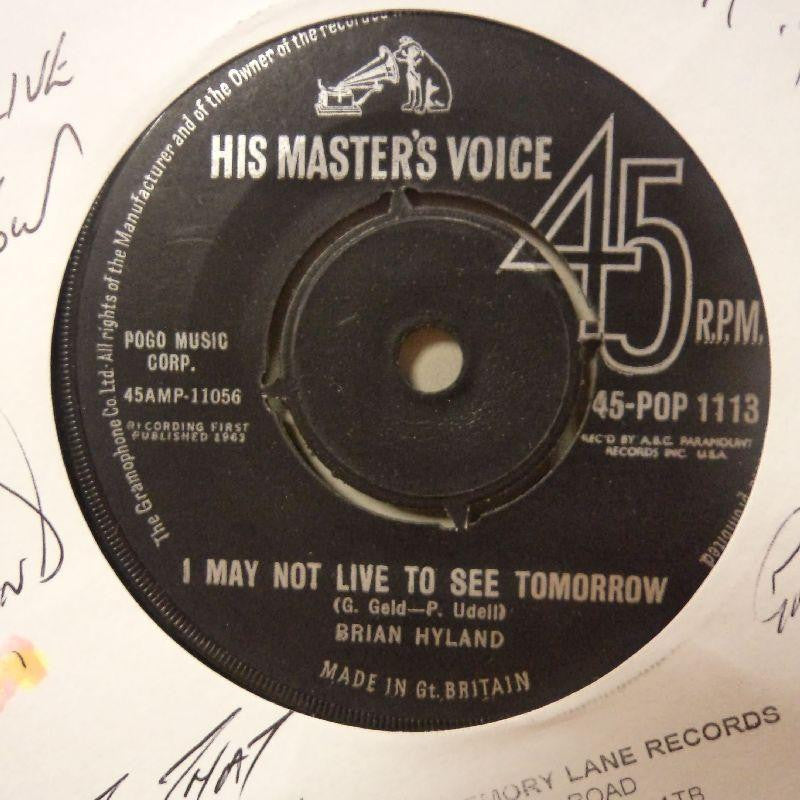 The Gramophone Co. Ltd. All rights of the Manufacturer and of the Owner of the recorded
HIS MASTER'S VOICE
45
R.P.M.
POGO MUSIC
CORP.
45AMP-11056
RECORDING FIRST
PUBLISHED 1963
45-POP 1113
REC'D BY A.B.C. PARAMOUNT
RECORDS INC. U.S.A.
I MAY NOT LIVE TO SEE TOMORROW
(G. Geld—P. Udell)
BRIAN HYLAND
MADE IN Gt. BRITAIN
THAT
MEMORY LANE RECORDS
ROAD